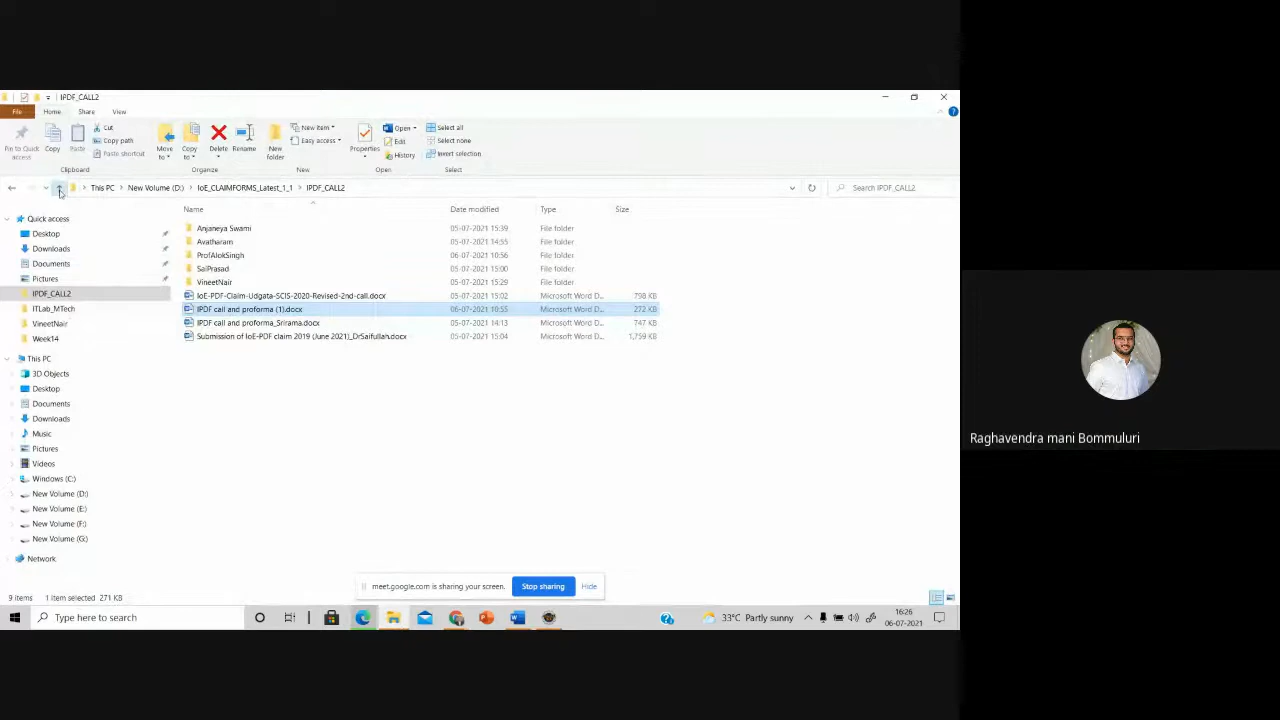 IPDF_CALL2
File Home Share View
Pin to Quick access
Copy
Paste
Cut
Copy path
Paste shortcut
Clipboard
Move to
Copy to
Delete
Rename
Organize
New folder
New item
Easy access
New
Properties
Open
Edit
History
Open
Select all
Select none
Invert selection
Select
This PC New Volume (D:) IoE_CLAIMFORMS_Latest_1_1 IPDF_CALL2
Search IPDF_CALL2
Quick access
Desktop
Downloads
Documents
Pictures
IPDF_CALL2
ITLab_MTech
VineetNair
Week14
This PC
3D Objects
Desktop
Documents
Downloads
Music
Pictures
Videos
Windows (C:)
New Volume (D:)
New Volume (E:)
New Volume (F:)
New Volume (G:)
Network
Name Date modified Type Size
Anjaneya Swami 05-07-2021 15:39 File folder
Avatharam 05-07-2021 14:55 File folder
ProfAlokSingh 06-07-2021 10:56 File folder
SaiPrasad 05-07-2021 15:00 File folder
VineetNair 05-07-2021 15:29 File folder
IoE-PDF-Claim-Udgata-SCIS-2020-Revised-2nd-call.docx 05-07-2021 15:02 Microsoft Word D... 798 KB
IPDF call and proforma (1).docx 06-07-2021 10:55 Microsoft Word D... 272 KB
IPDF call and proforma_Srirama.docx 05-07-2021 14:13 Microsoft Word D... 747 KB
Submission of IoE-PDF claim 2019 (June 2021)_DrSaifullah.docx 05-07-2021 15:04 Microsoft Word D... 1,759 KB
meet.google.com is sharing your screen. Stop sharing Hide
9 items 1 item selected 271 KB
Type here to search
33°C Partly sunny
16:26
06-07-2021
Raghavendra mani Bommuluri